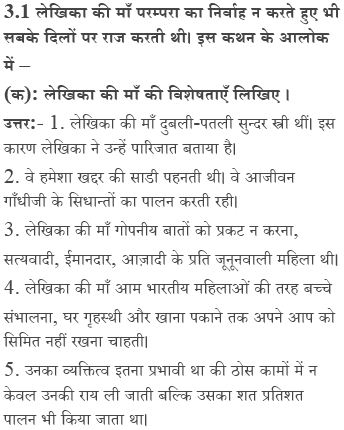 3.1 लेखिका की माँ परम्परा का निर्वाह न करते हुए भी
सबके दिलों पर राज करती थी। इस कथन के आलोक
में –
(क): लेखिका की माँ की विशेषताएँ लिखिए ।
उत्तर:- 1. लेखिका की माँ दुबली-पतली सुन्दर स्री थीं। इस
कारण लेखिका ने उन्हें पारिजात बताया है।
2. वे हमेशा खद्दर की साडी पहनती थी। वे आजीवन
गाँधीजी के सिधान्तों का पालन करती रही।
3. लेखिका की माँ गोपनीय बातों को प्रकट न करना,
सत्यवादी, ईमानदार, आज़ादी के प्रति जूनूनवाली महिला थी।
4. लेखिका की माँ आम भारतीय महिलाओं की तरह बच्चे
संभालना, घर गृहस्थी और खाना पकाने तक अपने आप को
सिमित नहीं रखना चाहती।
5. उनका व्यक्तित्व इतना प्रभावी था की ठोस कामों में न
केवल उनकी राय ली जाती बल्कि उसका शत प्रतिशत
पालन भी किया जाता था।